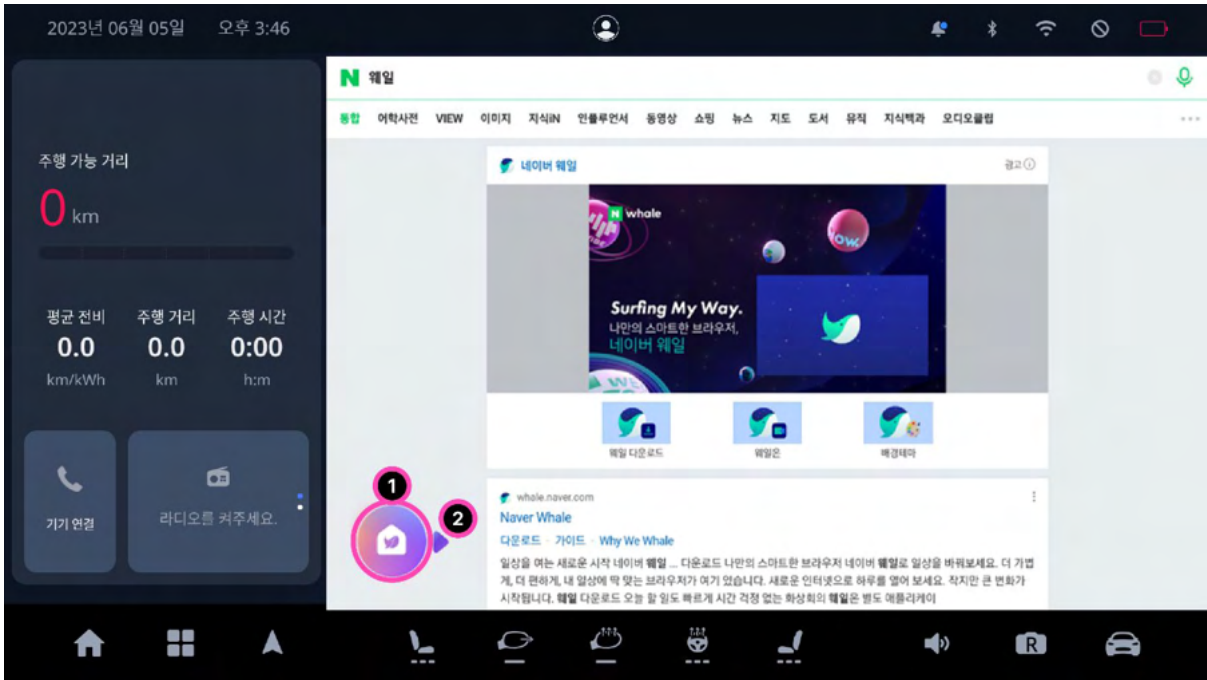 2023년 06월 05일 오후 3:46
주행 가능 거리
0 km
평균 전비 주행 거리 주행 시간
0.0 0.0 0:00
km/kWh km h:m
기기 연결
라디오를 켜주세요.
N 웨일
통합 어학사전 VIEW 이미지 지식iN 인플루언서 동영상 쇼핑 뉴스 지도 도서 뮤직 지식백과 오디오클립
네이버 웨일 광고
N whale
WOW
Surfing My Way.
나만의 스마트한 브라우저,
네이버 웨일
WE
웨일 다운로드 웨일온 배경테마
whale.naver.com
Naver Whale
다운로드 · 가이드 · Why We Whale
일상을 여는 새로운 시작 네이버 웨일 ... 다운로드 나만의 스마트한 브라우저 네이버 웨일로 일상을 바꿔보세요. 더 가볍
게, 더 편하게, 내 일상에 딱 맞는 브라우저가 여기 있습니다. 새로운 인터넷으로 하루를 열어 보세요. 작지만 큰 변화가
시작됩니다. 웨일 다운로드 오늘 할 일도 빠르게 시간 걱정 없는 화상회의 웨일온 별도 애플리케이
1
2
R